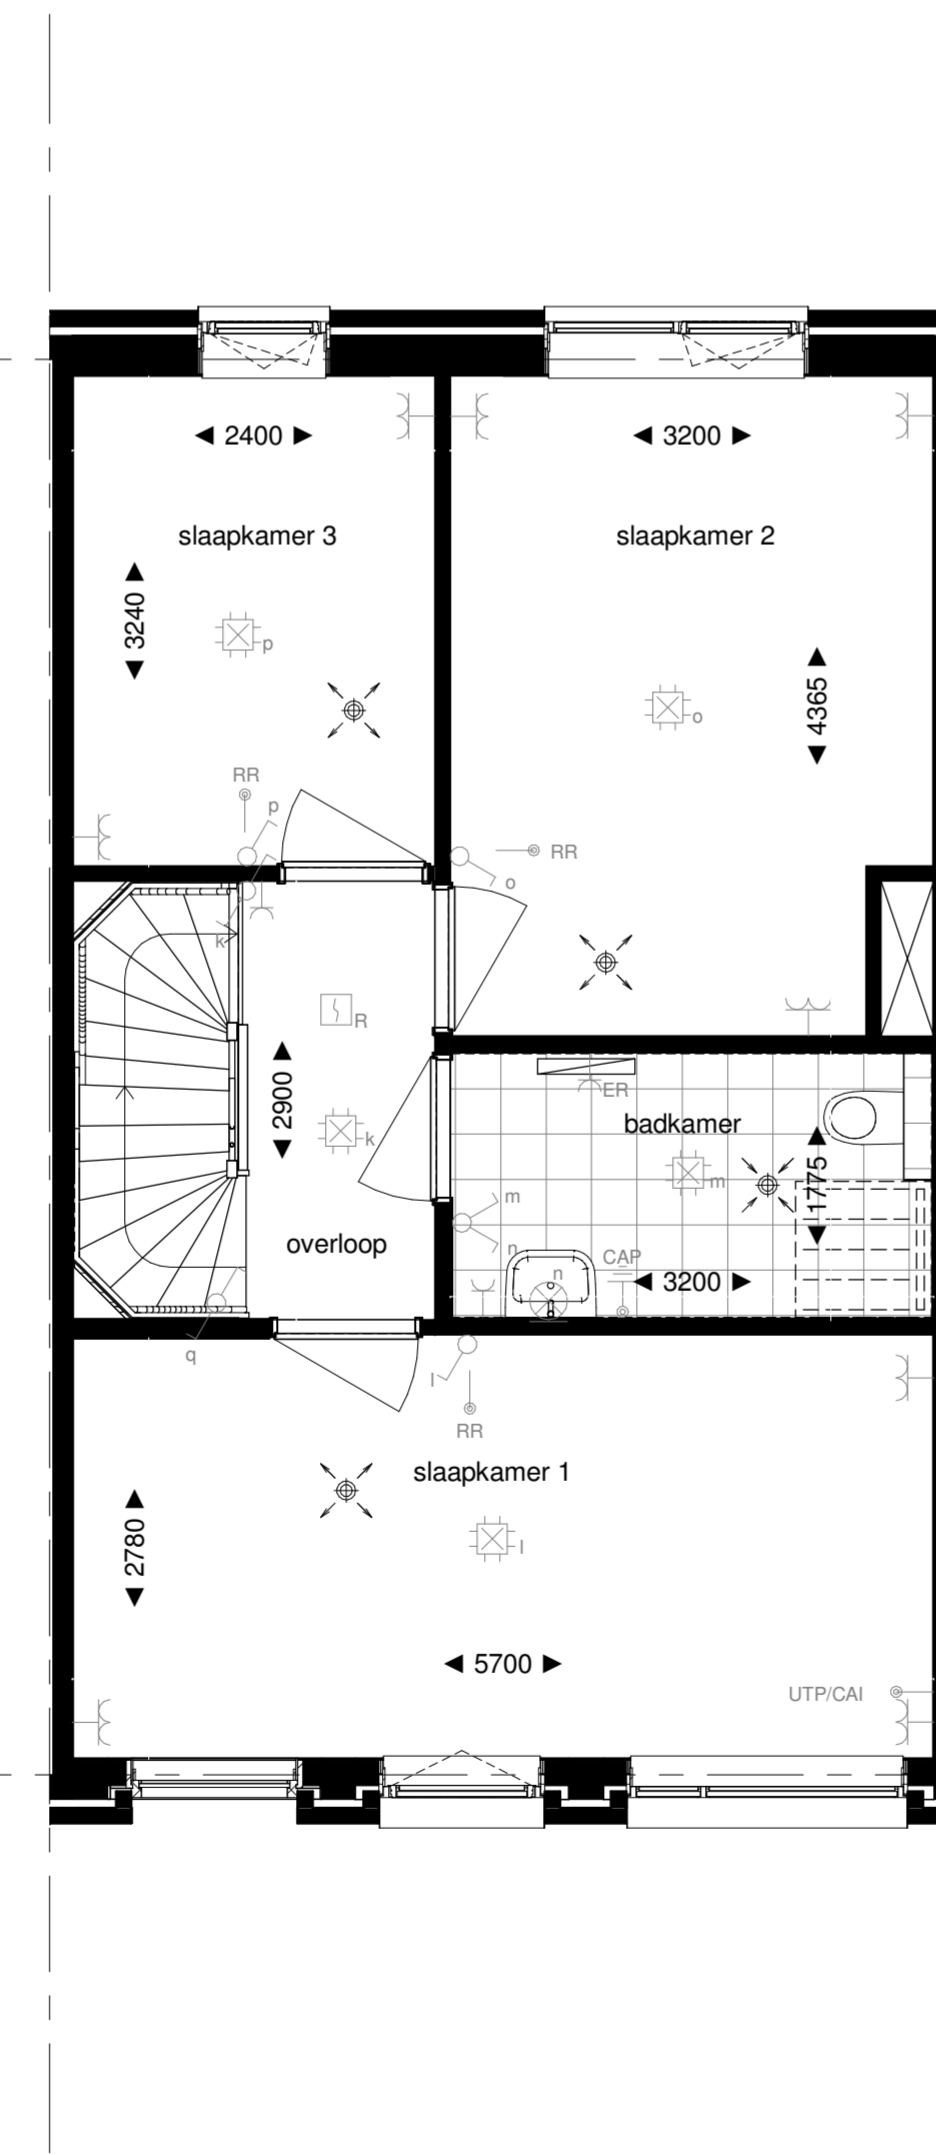 2400
3200
slaapkamer 3
slaapkamer 2
3240
p
4365
o
RR
p
RR
o
k
R
2900
k
ER
badkamer
m
1775
m
n
overloop
CAP
n
3200
q
l
RR
slaapkamer 1
l
2780
5700
UTP/CAI